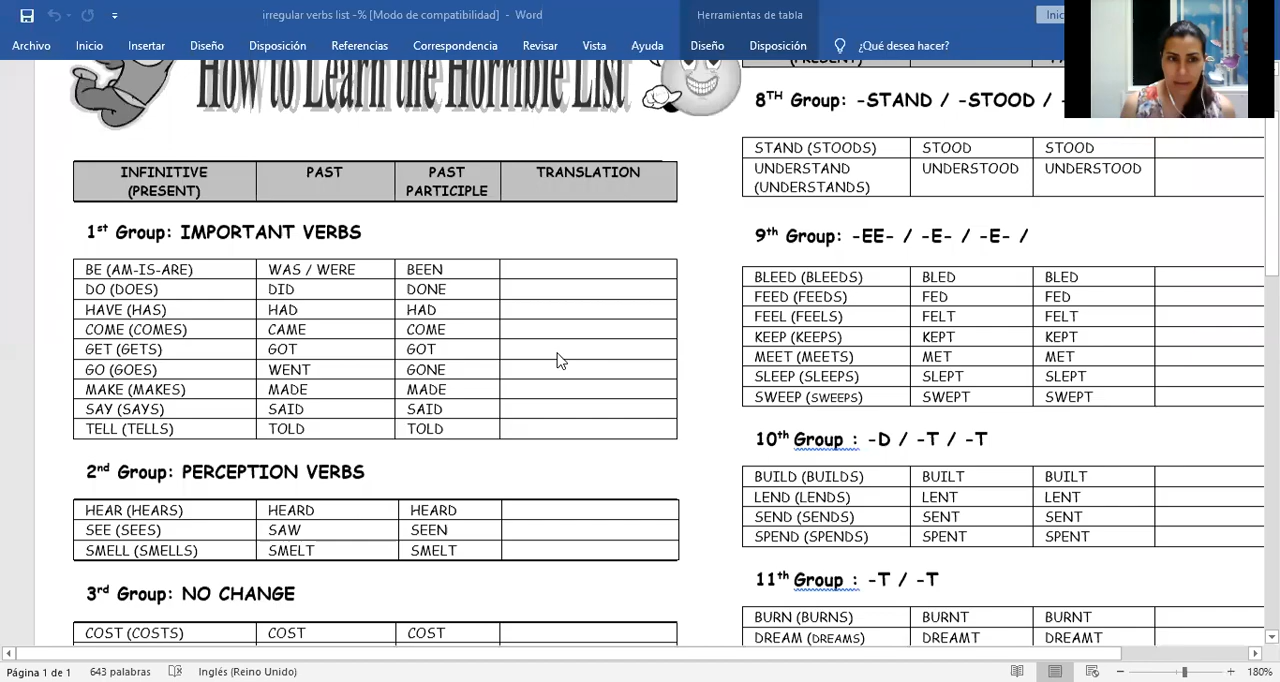 irregular verbs list -% [Modo de compatibilidad] - Word
Herramientas de tabla
Inic
Archivo Inicio Insertar Diseño Disposición Referencias Correspondencia Revisar Vista Ayuda Diseño Disposición ¿Qué desea hacer?
How to Learn the Horrible List
INFINITIVE (PRESENT) PAST PAST PARTICIPLE TRANSLATION
1st Group: IMPORTANT VERBS
BE (AM-IS-ARE) WAS / WERE BEEN
DO (DOES) DID DONE
HAVE (HAS) HAD HAD
COME (COMES) CAME COME
GET (GETS) GOT GOT
GO (GOES) WENT GONE
MAKE (MAKES) MADE MADE
SAY (SAYS) SAID SAID
TELL (TELLS) TOLD TOLD
2nd Group: PERCEPTION VERBS
HEAR (HEARS) HEARD HEARD
SEE (SEES) SAW SEEN
SMELL (SMELLS) SMELT SMELT
3rd Group: NO CHANGE
COST (COSTS) COST COST
(PRESENT)
8TH Group: -STAND / -STOOD / -
STAND (STOODS) STOOD STOOD
UNDERSTAND (UNDERSTANDS) UNDERSTOOD UNDERSTOOD
9th Group: -EE- / -E- / -E- /
BLEED (BLEEDS) BLED BLED
FEED (FEEDS) FED FED
FEEL (FEELS) FELT FELT
KEEP (KEEPS) KEPT KEPT
MEET (MEETS) MET MET
SLEEP (SLEEPS) SLEPT SLEPT
SWEEP (SWEEPS) SWEPT SWEPT
10th Group : -D / -T / -T
BUILD (BUILDS) BUILT BUILT
LEND (LENDS) LENT LENT
SEND (SENDS) SENT SENT
SPEND (SPENDS) SPENT SPENT
11th Group : -T / -T
BURN (BURNS) BURNT BURNT
DREAM (DREAMS) DREAMT DREAMT
Página 1 de 1 643 palabras Inglés (Reino Unido) 180%